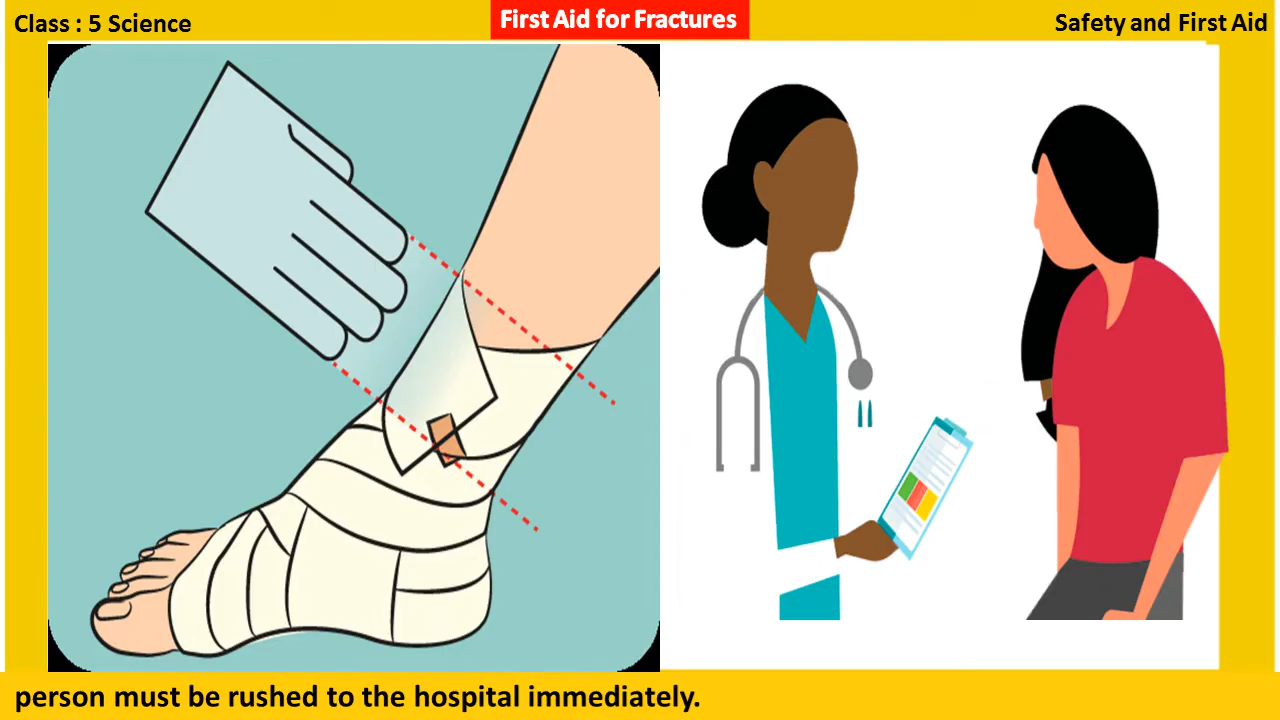 Class : 5 Science
First Aid for Fractures
Safety and First Aid
person must be rushed to the hospital immediately.